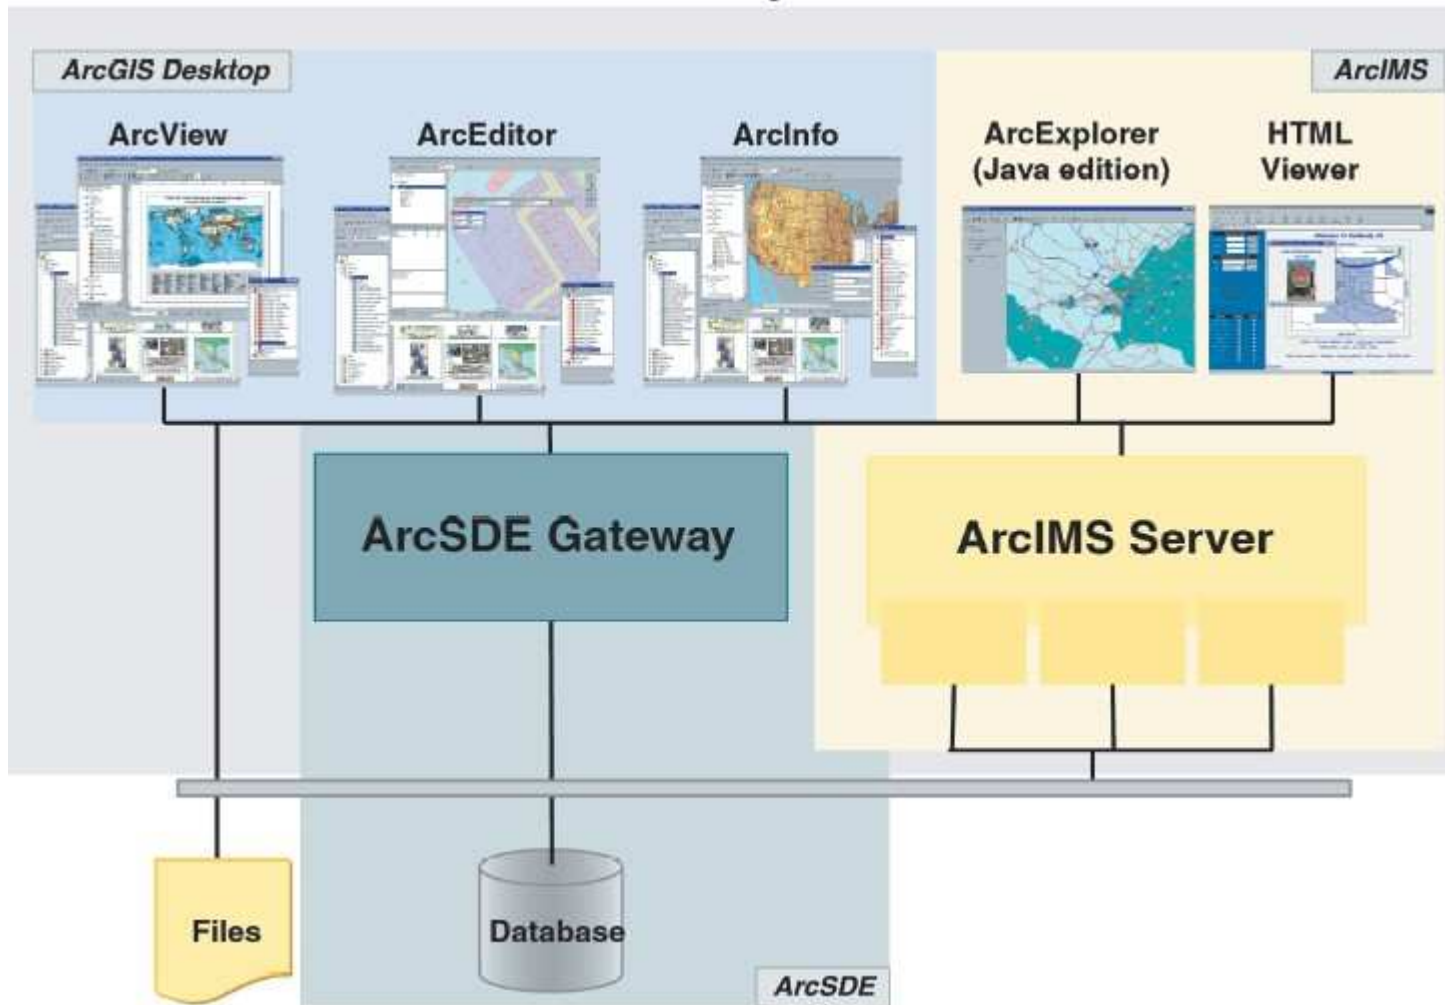 ArcGIS Desktop
ArcIMS
ArcView
ArcEditor
ArcInfo
ArcExplorer
(Java edition)
HTML
Viewer
ArcSDE Gateway
ArcIMS Server
Files
Database
ArcSDE